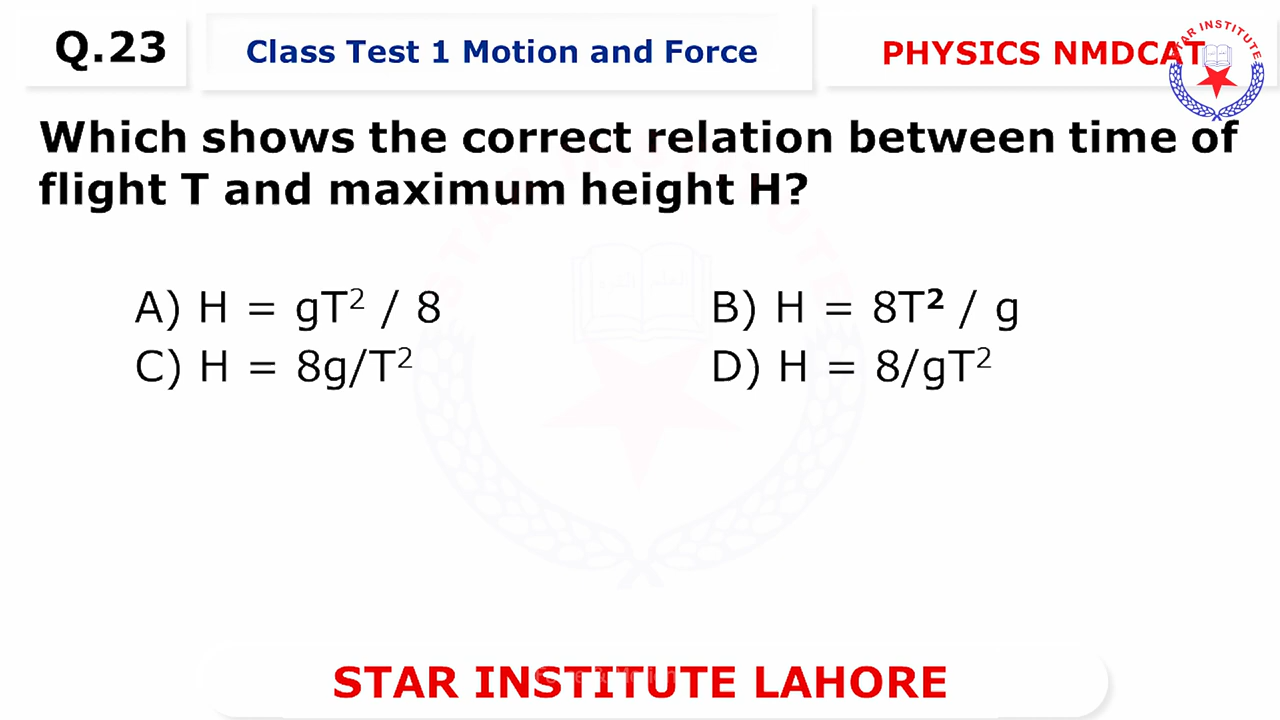 Q.23
Class Test 1 Motion and Force
PHYSICS NMDCAT
STAR INSTITUTE
Which shows the correct relation between time of
flight T and maximum height H?
A) H = gT² / 8
B) H = 8T² / g
C) H = 8g/T²
D) H = 8/gT²
STAR INSTITUTE LAHORE